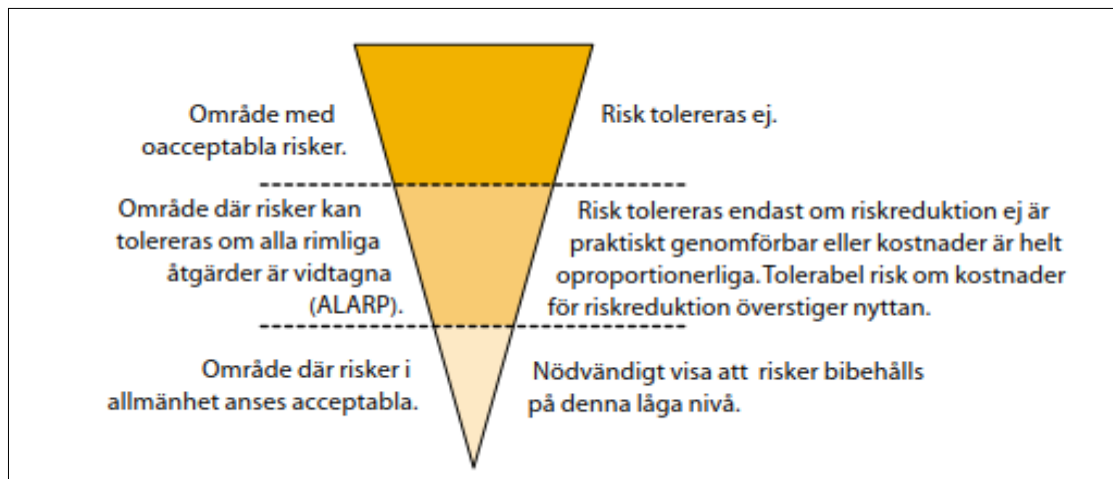 Område med
oacceptabla risker.
Risk tolereras ej.
Område där risker kan
tolereras om alla rimliga
åtgärder är vidtagna
(ALARP).
Risk tolereras endast om riskreduktion ej är
praktiskt genomförbar eller kostnader är helt
oproportionerliga. Tolerabel risk om kostnader
för riskreduktion överstiger nyttan.
Område där risker i
allmänhet anses acceptabla.
Nödvändigt visa att risker bibehålls
på denna låga nivå.